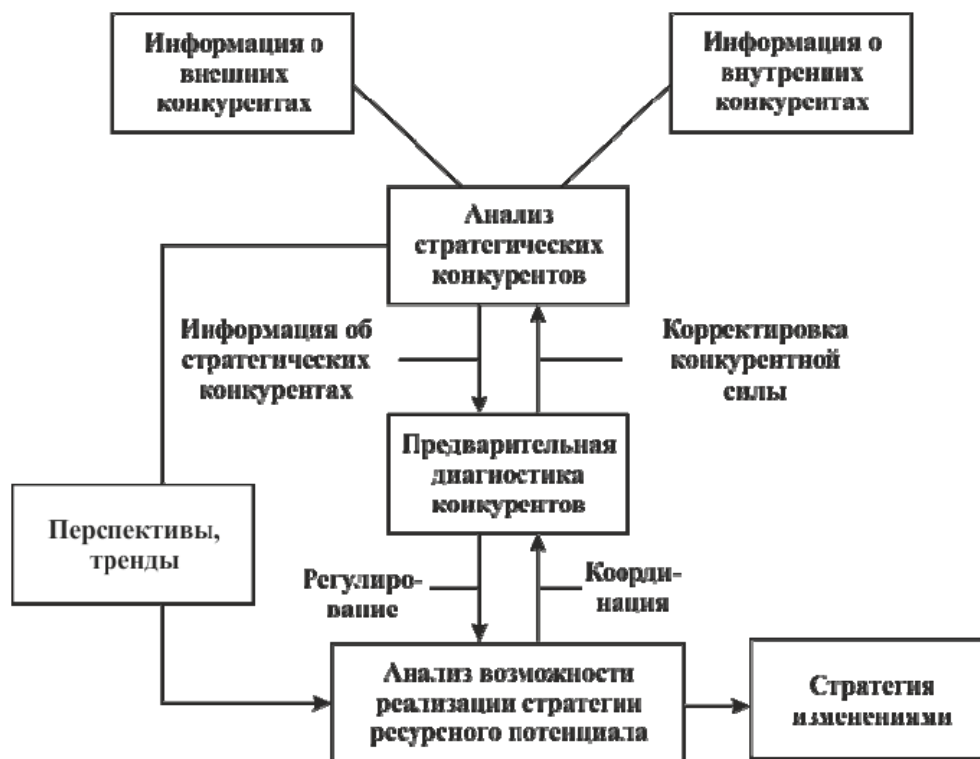 Информация о
внешних
конкурентах
Информация о
внутренних
конкурентах
Анализ
стратегических
конкурентов
Информация об
стратегических
конкурентах
Корректировка
конкурентной
силы
Предварительная
диагностика
конкурентов
Перспективы,
тренды
Регулиро-
вание
Коорди-
нация
Анализ возможности
реализации стратегии
ресурсного потенциала
Стратегия
изменениями